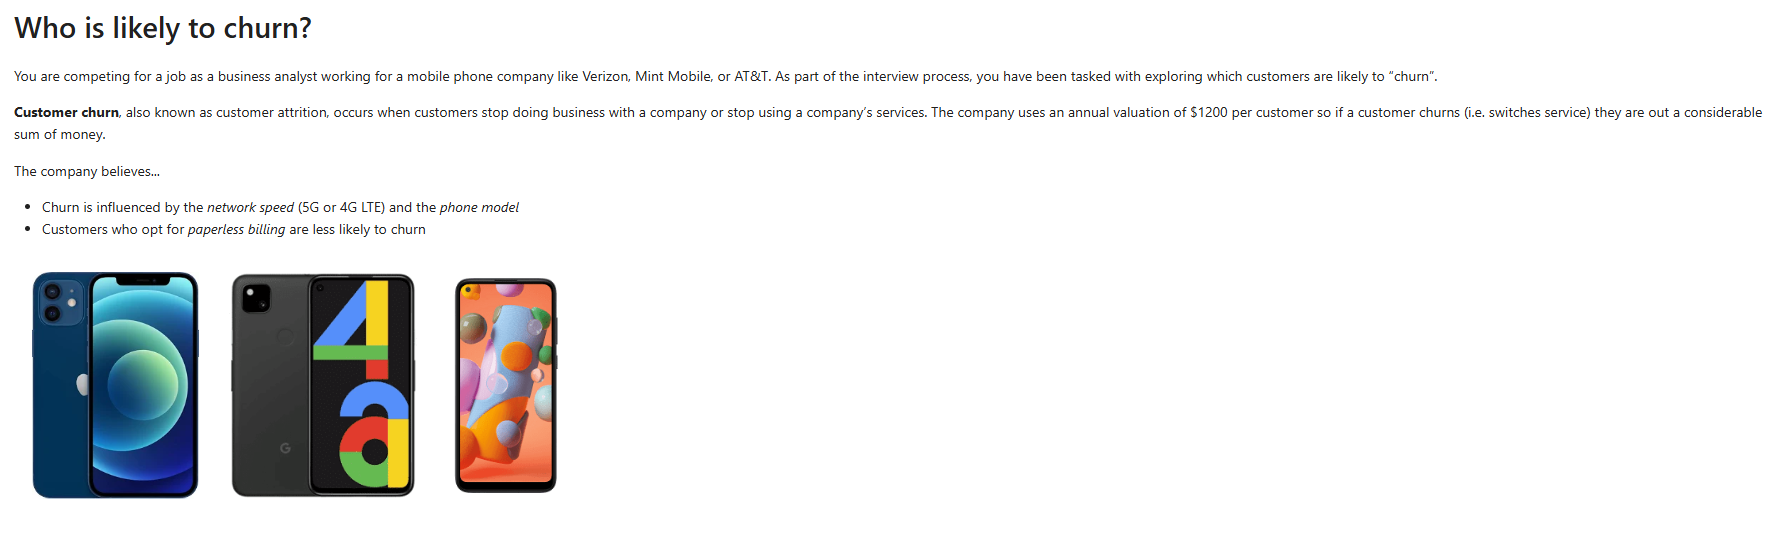 Who is likely to churn?
You are competing for a job as a business analyst working for a mobile phone company like Verizon, Mint Mobile, or AT&T. As part of the interview process, you have been tasked with exploring which customers are likely to “churn”.
Customer churn, also known as customer attrition, occurs when customers stop doing business with a company or stop using a company’s services. The company uses an annual valuation of $1200 per customer so if a customer churns (i.e. switches service) they are out a considerable
sum of money.
The company believes...
• Churn is influenced by the network speed (5G or 4G LTE) and the phone model
• Customers who opt for paperless billing are less likely to churn
4a
G